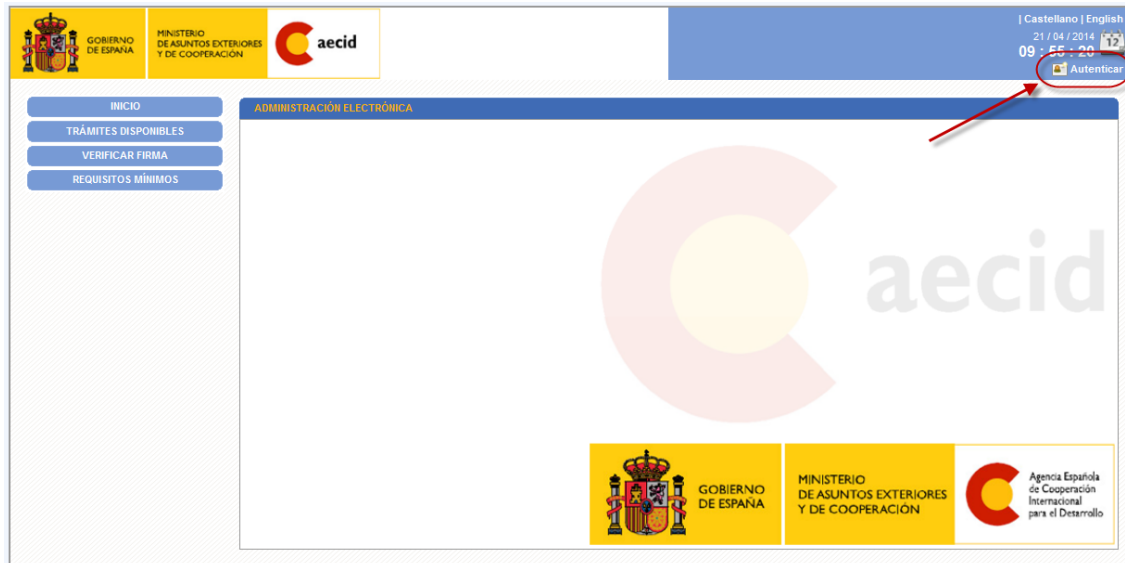 GOBIERNO
DE ESPAÑA
MINISTERIO
DE ASUNTOS EXTERIORES
Y DE COOPERACIÓN
aecid
| Castellano | English
21 / 04 / 2014
12
09 : 55 : 20
Autenticar
INICIO
TRÁMITES DISPONIBLES
VERIFICAR FIRMA
REQUISITOS MÍNIMOS
ADMINISTRACIÓN ELECTRÓNICA
aecid
GOBIERNO
DE ESPAÑA
MINISTERIO
DE ASUNTOS EXTERIORES
Y DE COOPERACIÓN
Agencia Española
de Cooperación
Internacional
para el Desarrollo